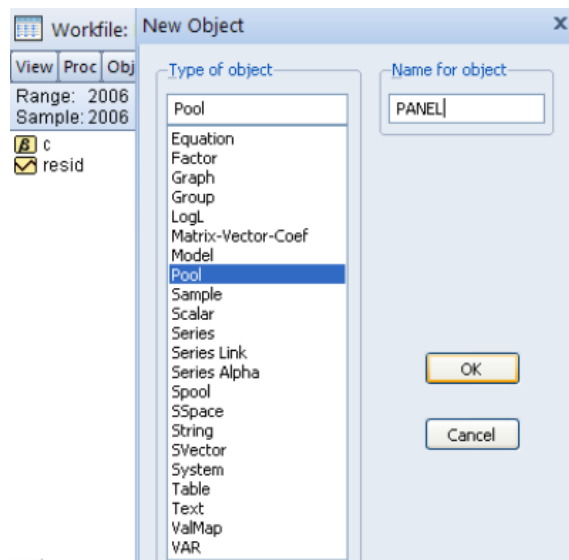 Workfile:
View Proc Obj
Range: 2006
Sample: 2006
c
resid
New Object
x
Type of object
Pool
Equation
Factor
Graph
Group
LogL
Matrix-Vector-Coef
Model
Pool
Sample
Scalar
Series
Series Link
Series Alpha
Spool
SSpace
String
SVector
System
Table
Text
ValMap
VAR
Name for object
PANEL
OK
Cancel